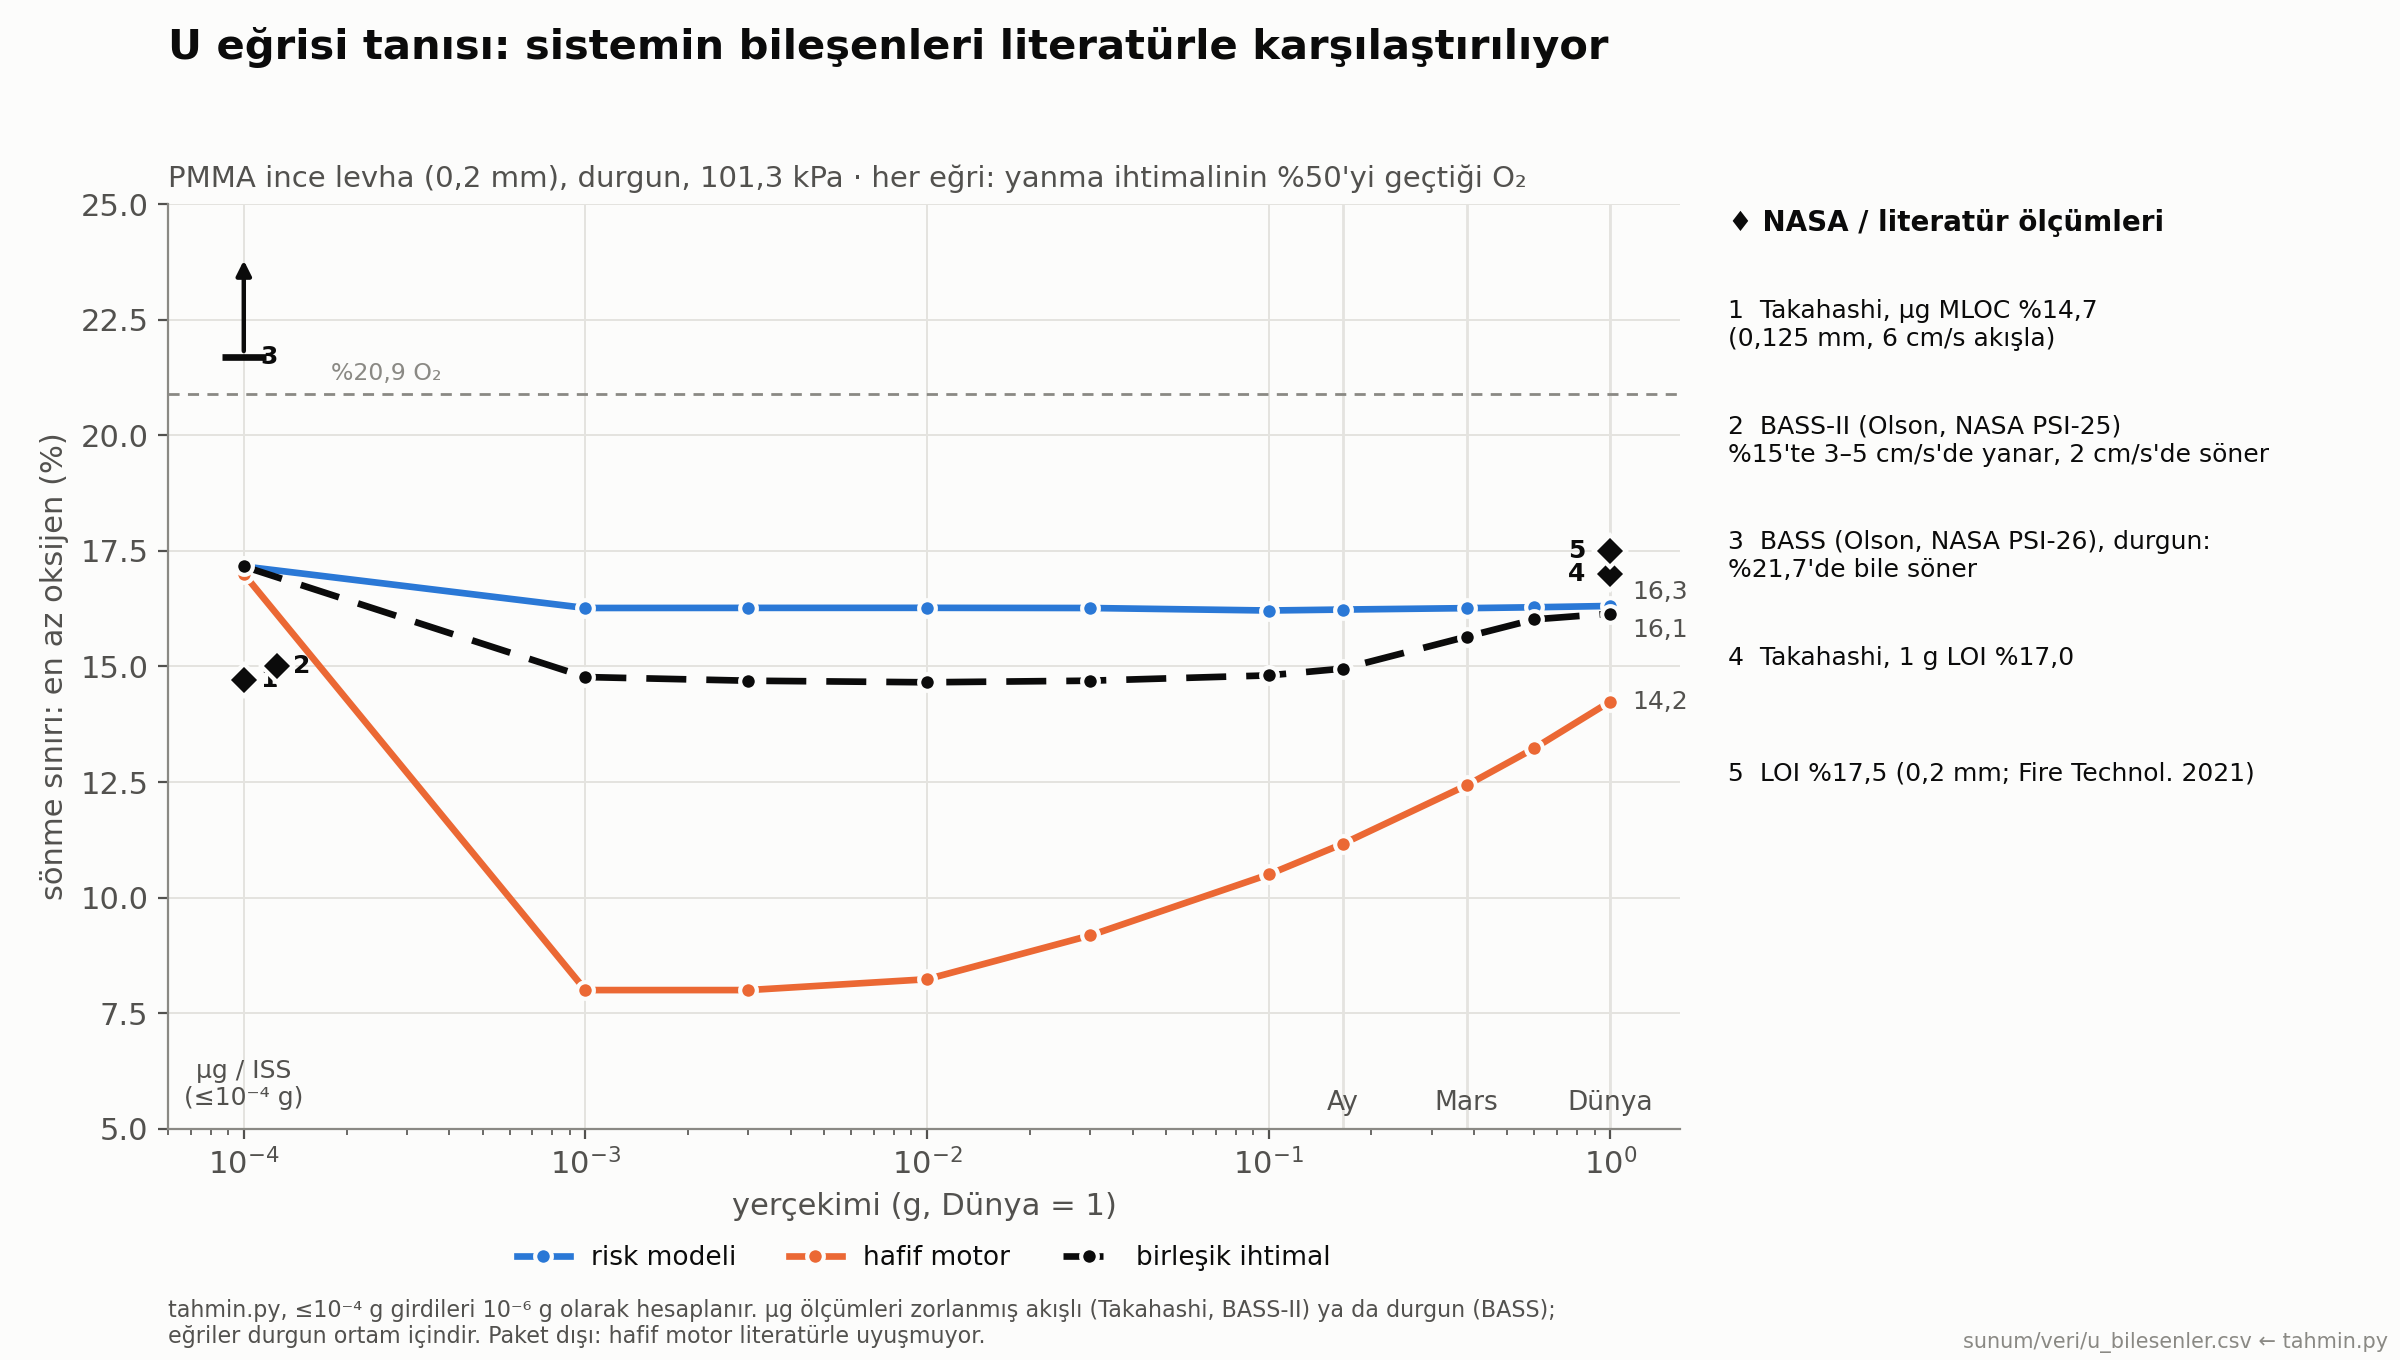 U eğrisi tanısı: sistemin bileşenleri literatürle karşılaştırılıyor
PMMA ince levha (0,2 mm), durgun, 101,3 kPa · her eğri: yanma ihtimalinin %50'yi geçtiği O₂
sönme sınırı: en az oksijen (%)
25.0
22.5
20.0
17.5
15.0
12.5
10.0
7.5
5.0
3
%20,9 O₂
2
1
5
4
16,3
16,1
14,2
µg / ISS
(≤10⁻⁴ g)
Ay
Mars
Dünya
10⁻⁴
10⁻³
10⁻²
10⁻¹
10⁰
yerçekimi (g, Dünya = 1)
risk modeli
hafif motor
birleşik ihtimal
♦ NASA / literatür ölçümleri
1 Takahashi, µg MLOC %14,7
(0,125 mm, 6 cm/s akışla)
2 BASS-II (Olson, NASA PSI-25)
%15'te 3–5 cm/s'de yanar, 2 cm/s'de söner
3 BASS (Olson, NASA PSI-26), durgun:
%21,7'de bile söner
4 Takahashi, 1 g LOI %17,0
5 LOI %17,5 (0,2 mm; Fire Technol. 2021)
tahmin.py, ≤10⁻⁴ g girdileri 10⁻⁶ g olarak hesaplanır. µg ölçümleri zorlanmış akışlı (Takahashi, BASS-II) ya da durgun (BASS);
eğriler durgun ortam içindir. Paket dışı: hafif motor literatürle uyuşmuyor.
sunum/veri/u_bilesenler.csv ← tahmin.py